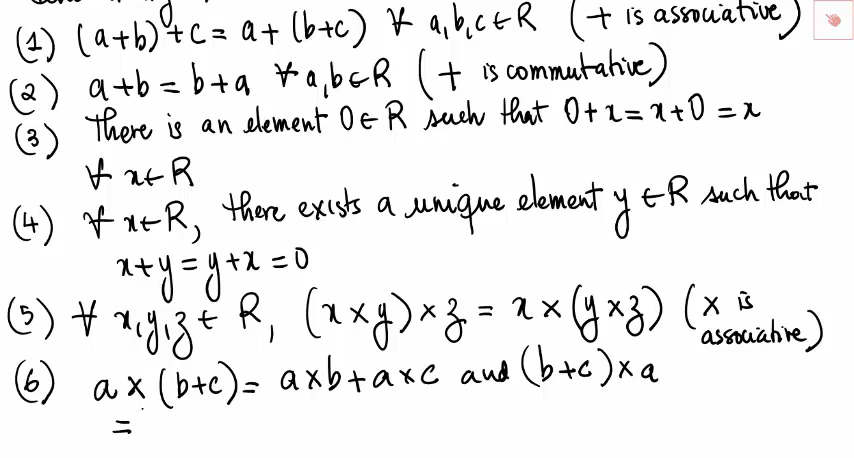 (1) (a+b)+c = a+(b+c) ∀ a,b,c ∈ R (+ is associative)
(2) a+b = b+a ∀ a,b ∈ R (+ is commutative)
(3) There is an element 0 ∈ R such that 0+x = x+0 = x
∀ x ∈ R
(4) ∀ x ∈ R, there exists a unique element y ∈ R such that
x+y = y+x = 0
(5) ∀ x,y,z ∈ R, (x×y)×z = x×(y×z) (× is
associative)
(6) a×(b+c) = a×b+a×c and (b+c)×a
=